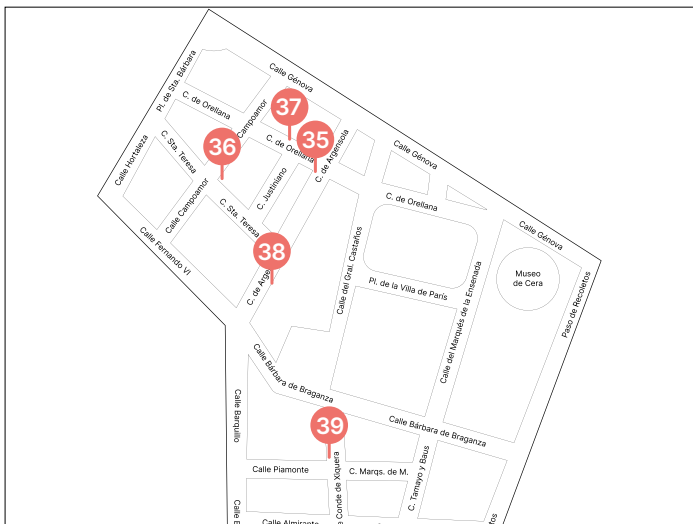 Calle Génova
Pl. de Sta. Bárbara
C. de Orellana
Campoamor
37
C. de Orellana
35
C. de Argensola
36
Calle Génova
Calle Hortaleza
C. Sta. Teresa
C. Justiniano
Calle Campoamor
C. Sta. Teresa
C. de Orellana
Calle Fernando VI
38
C. de Arge
Calle del Gral. Castaños
Pl. de la Villa de París
Calle del Marqués de la Ensenada
Calle Génova
Museo
de Cera
Paso de Recoletos
Calle Bárbara de Braganza
Calle Barquillo
39
Calle Bárbara de Braganza
Calle Piamonte
Conde de Xiquera
C. Marqs. de M.
C. Tamayo y Baus
Calle Almirante
Calle